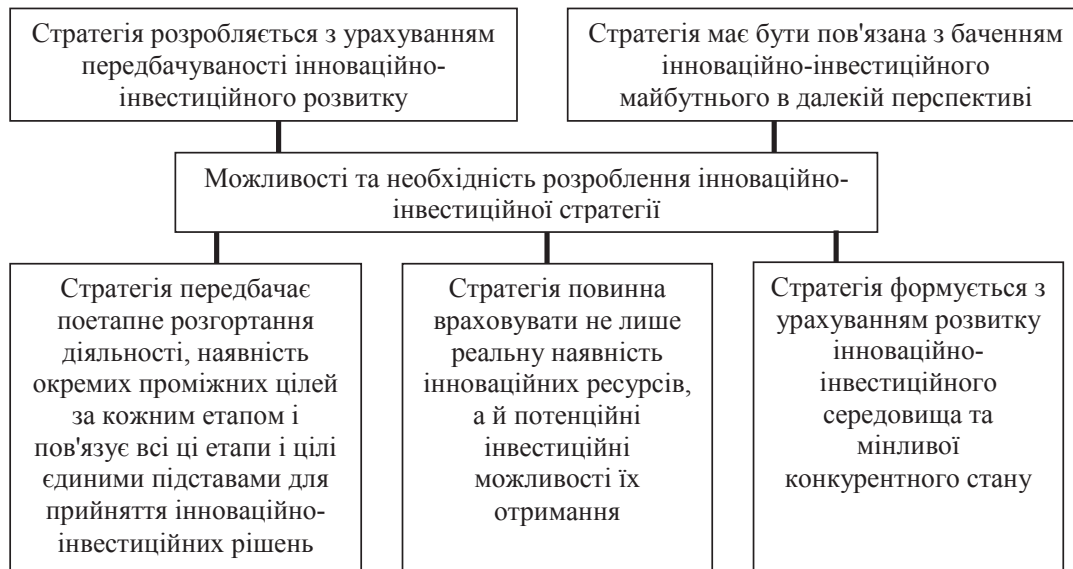 Стратегія розробляється з урахуванням
передбачуваності інноваційно-
інвестиційного розвитку
Стратегія має бути пов'язана з баченням
інноваційно-інвестиційного
майбутнього в далекій перспективі
Можливості та необхідність розроблення інноваційно-
інвестиційної стратегії
Стратегія передбачає
поетапне розгортання
діяльності, наявність
окремих проміжних цілей
за кожним етапом і
пов'язує всі ці етапи і цілі
єдиними підставами для
прийняття інноваційно-
інвестиційних рішень
Стратегія повинна
враховувати не лише
реальну наявність
інноваційних ресурсів,
а й потенційні
інвестиційні
можливості їх
отримання
Стратегія формується з
урахуванням розвитку
інноваційно-
інвестиційного
середовища та
мінливої
конкурентного стану